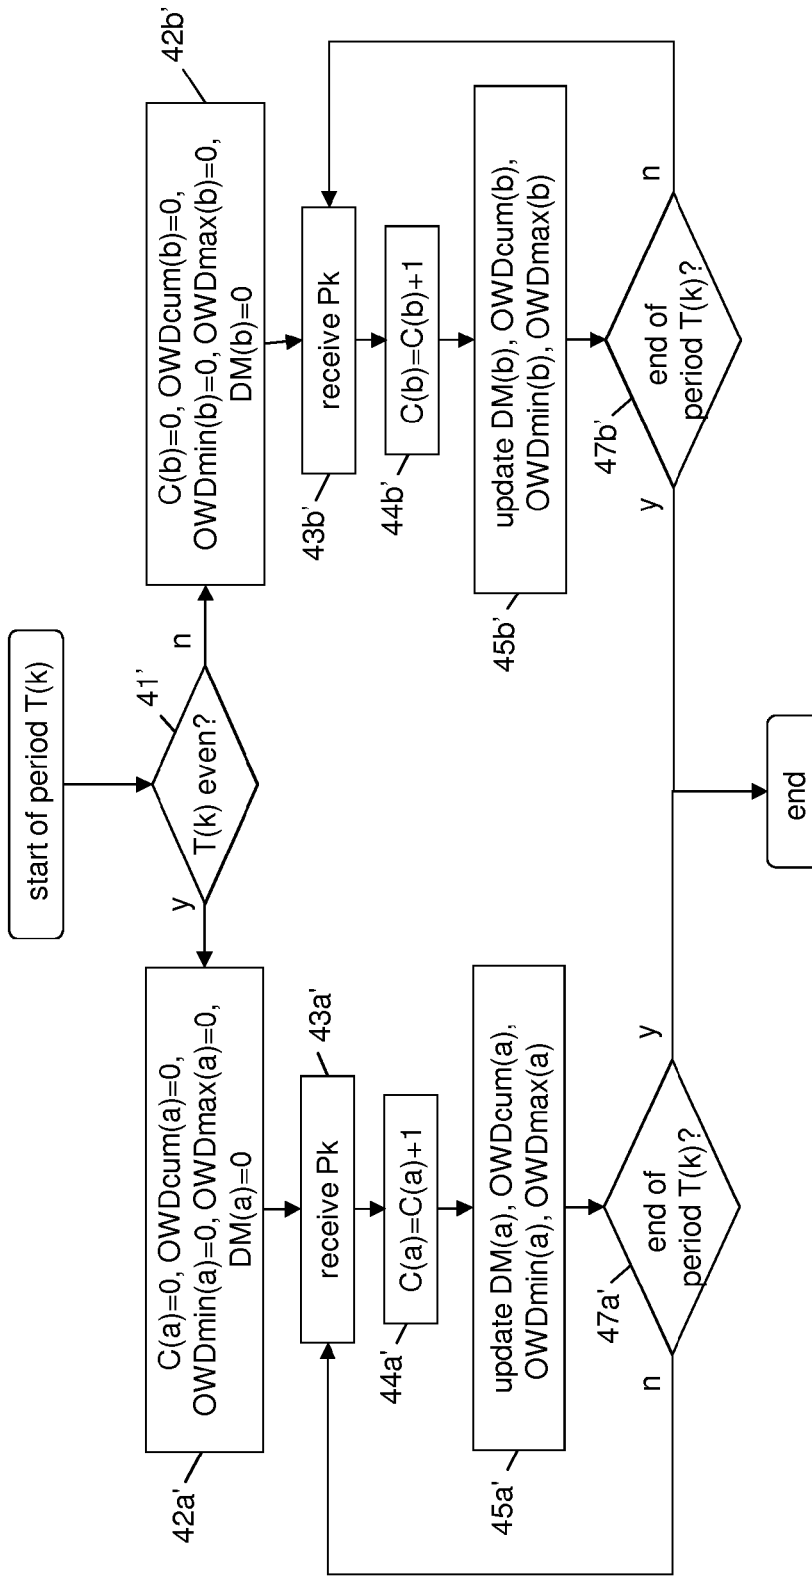 start of period T(k)
41'
T(k) even?
y
n
C(a)=0, OWDcum(a)=0,
OWDmin(a)=0, OWDmax(a)=0,
DM(a)=0
42a'
receive Pk
43a'
C(a)=C(a)+1
44a'
update DM(a), OWDcum(a),
OWDmin(a), OWDmax(a)
45a'
end of
period T(k)?
47a'
n
y
C(b)=0, OWDcum(b)=0,
OWDmin(b)=0, OWDmax(b)=0,
DM(b)=0
42b'
receive Pk
43b'
C(b)=C(b)+1
44b'
update DM(b), OWDcum(b),
OWDmin(b), OWDmax(b)
45b'
end of
period T(k)?
47b'
y
n
end